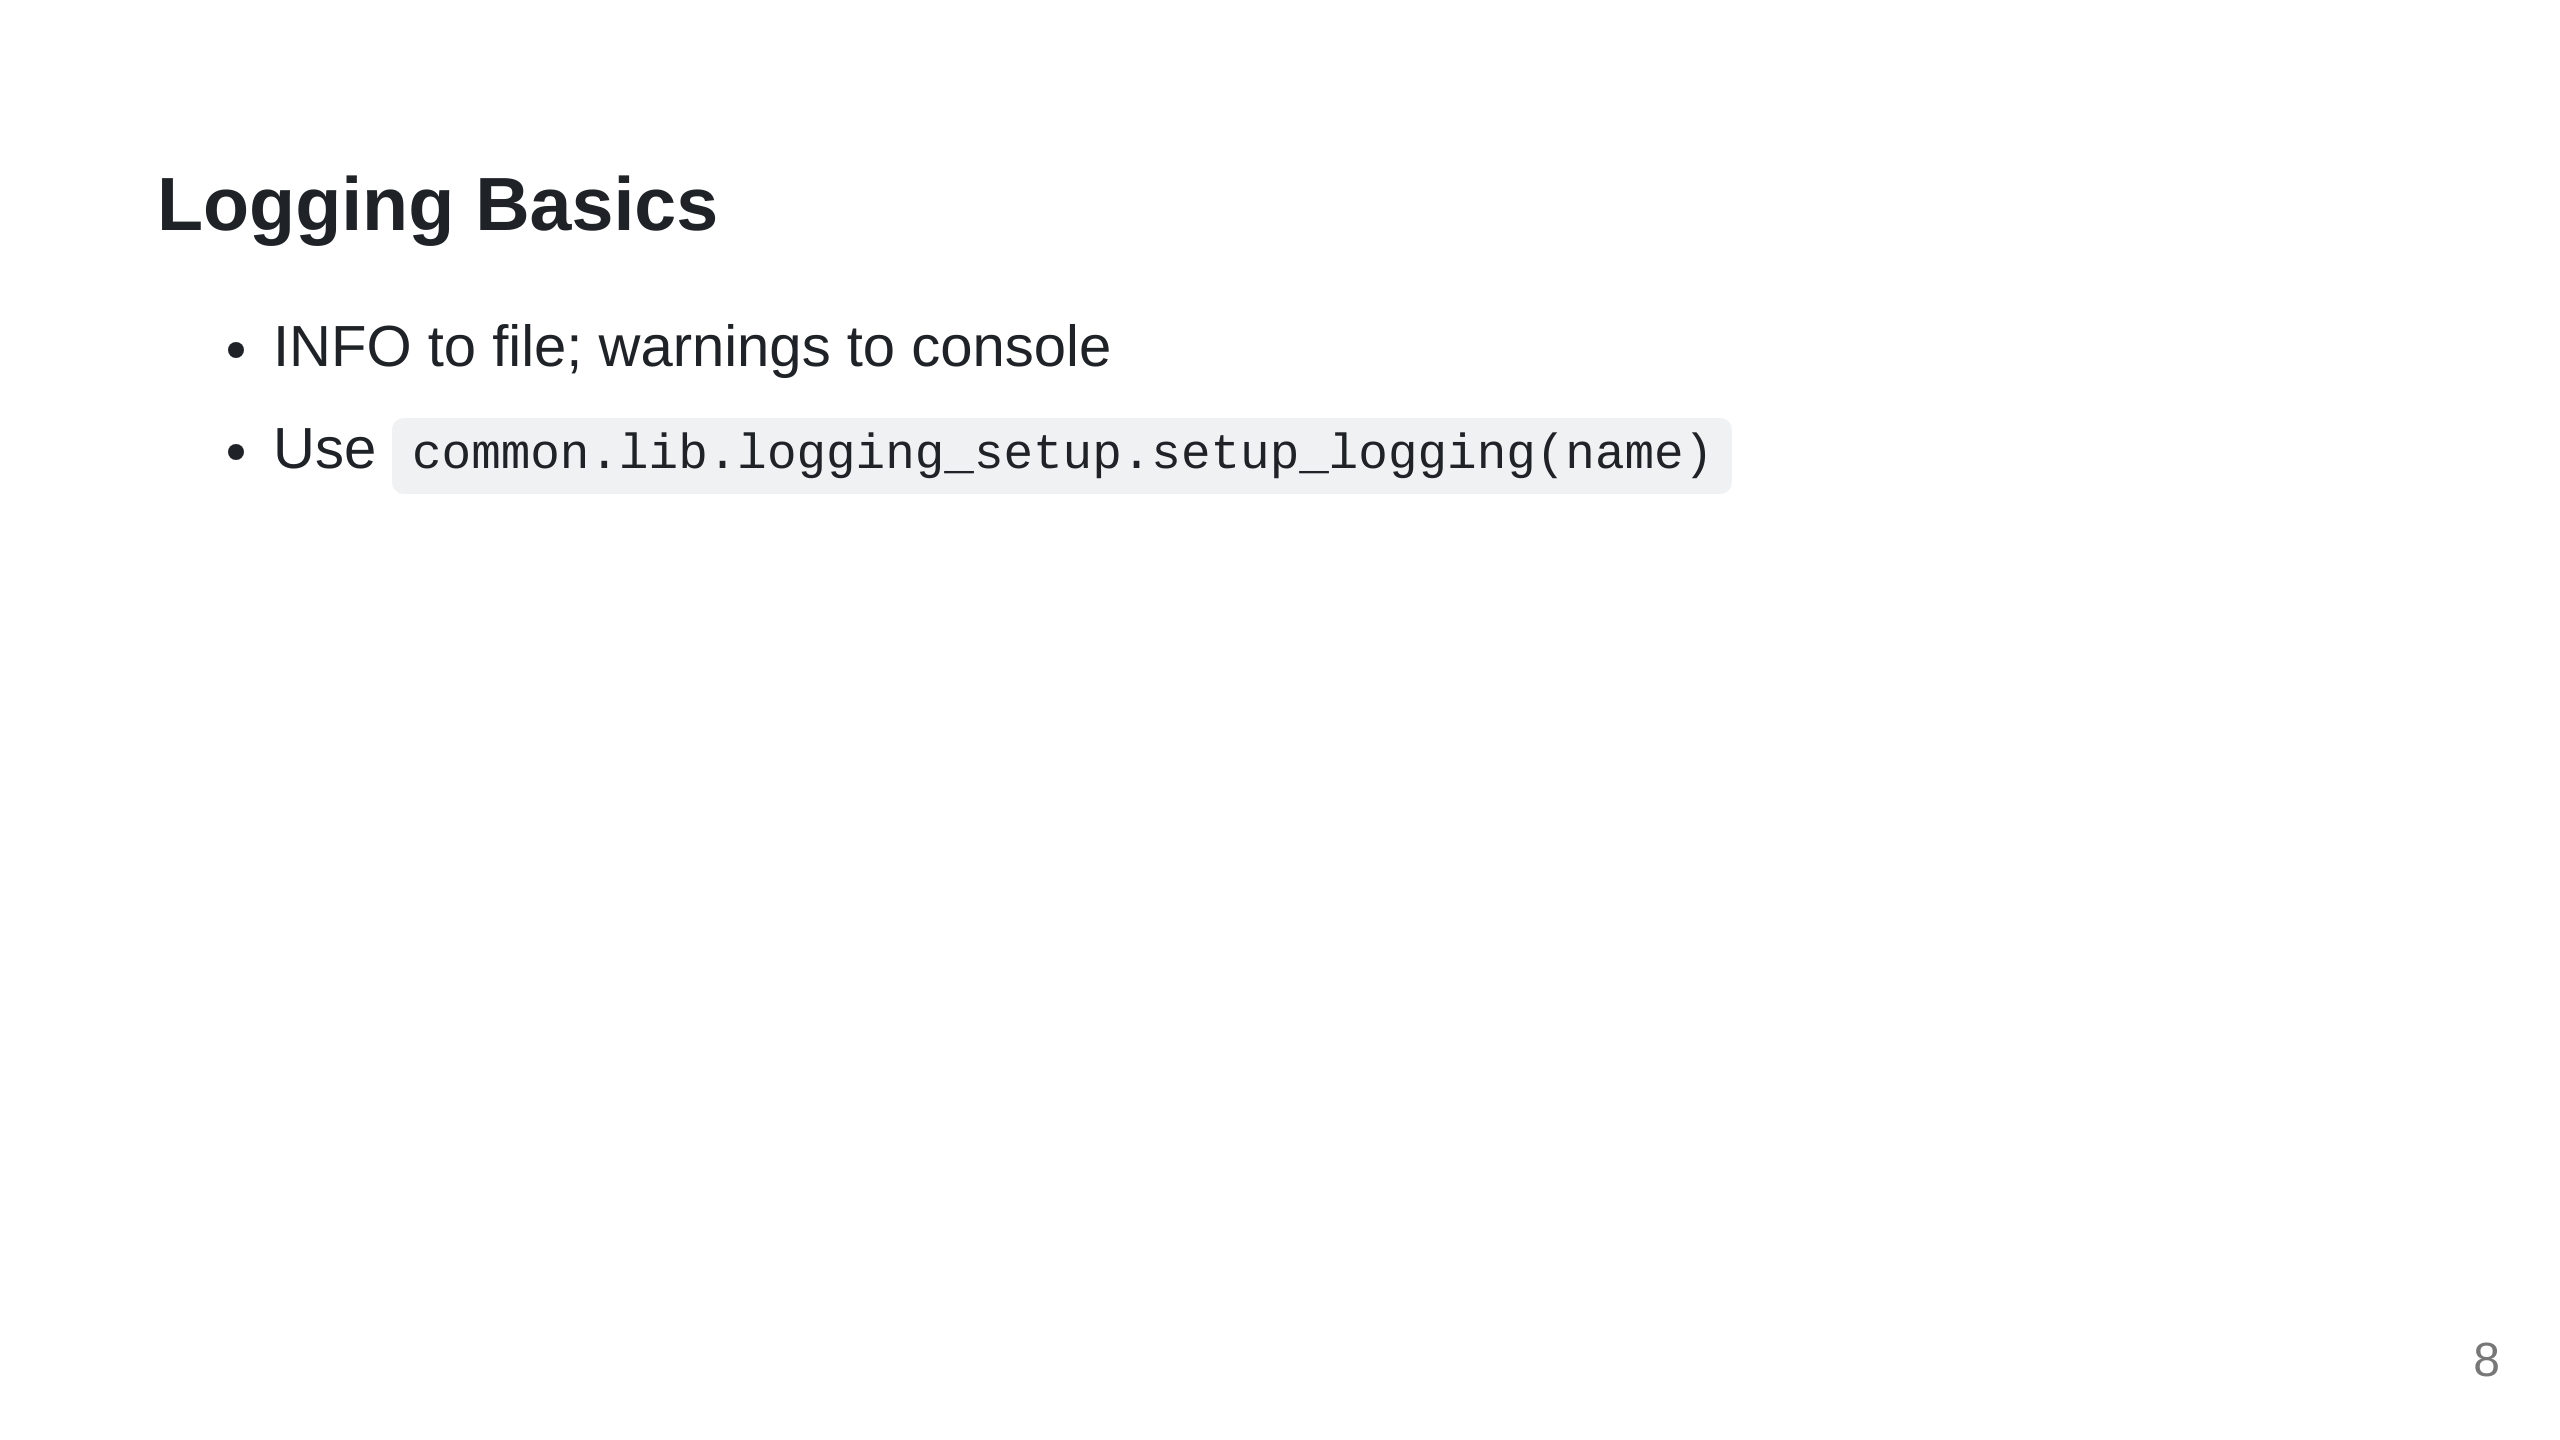 Logging Basics
• INFO to file; warnings to console
• Use common.lib.logging_setup.setup_logging(name)
8